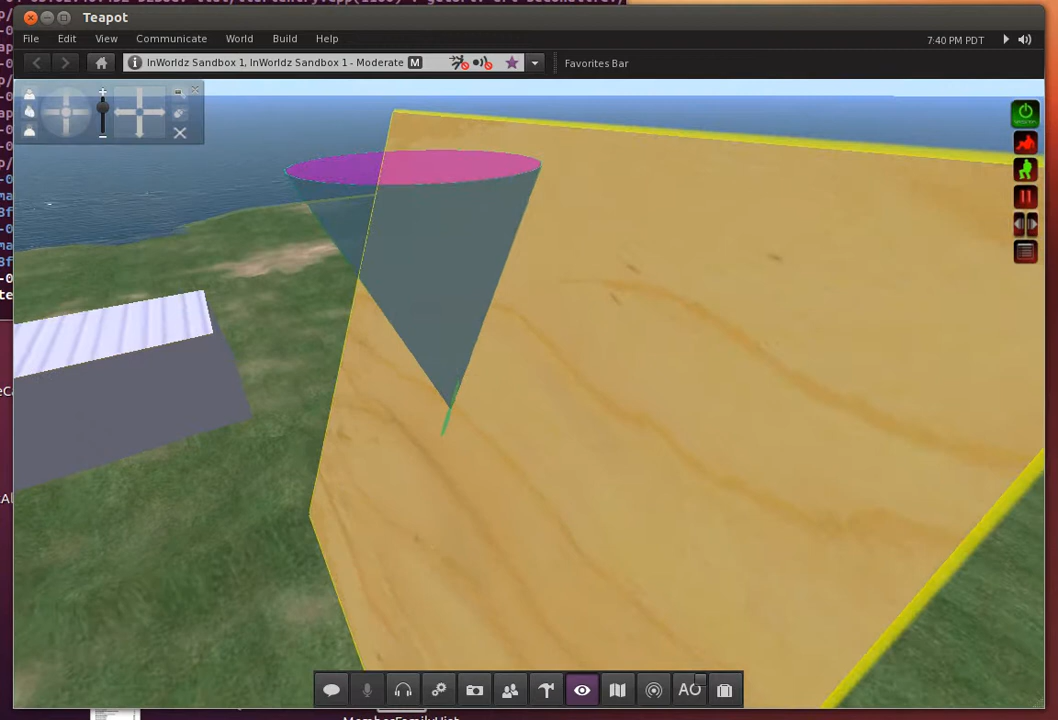 Teapot
File Edit View Communicate World Build Help
7:40 PM PDT
InWorldz Sandbox 1, InWorldz Sandbox 1 - Moderate M
Favorites Bar
AO
MemberFamilyHist